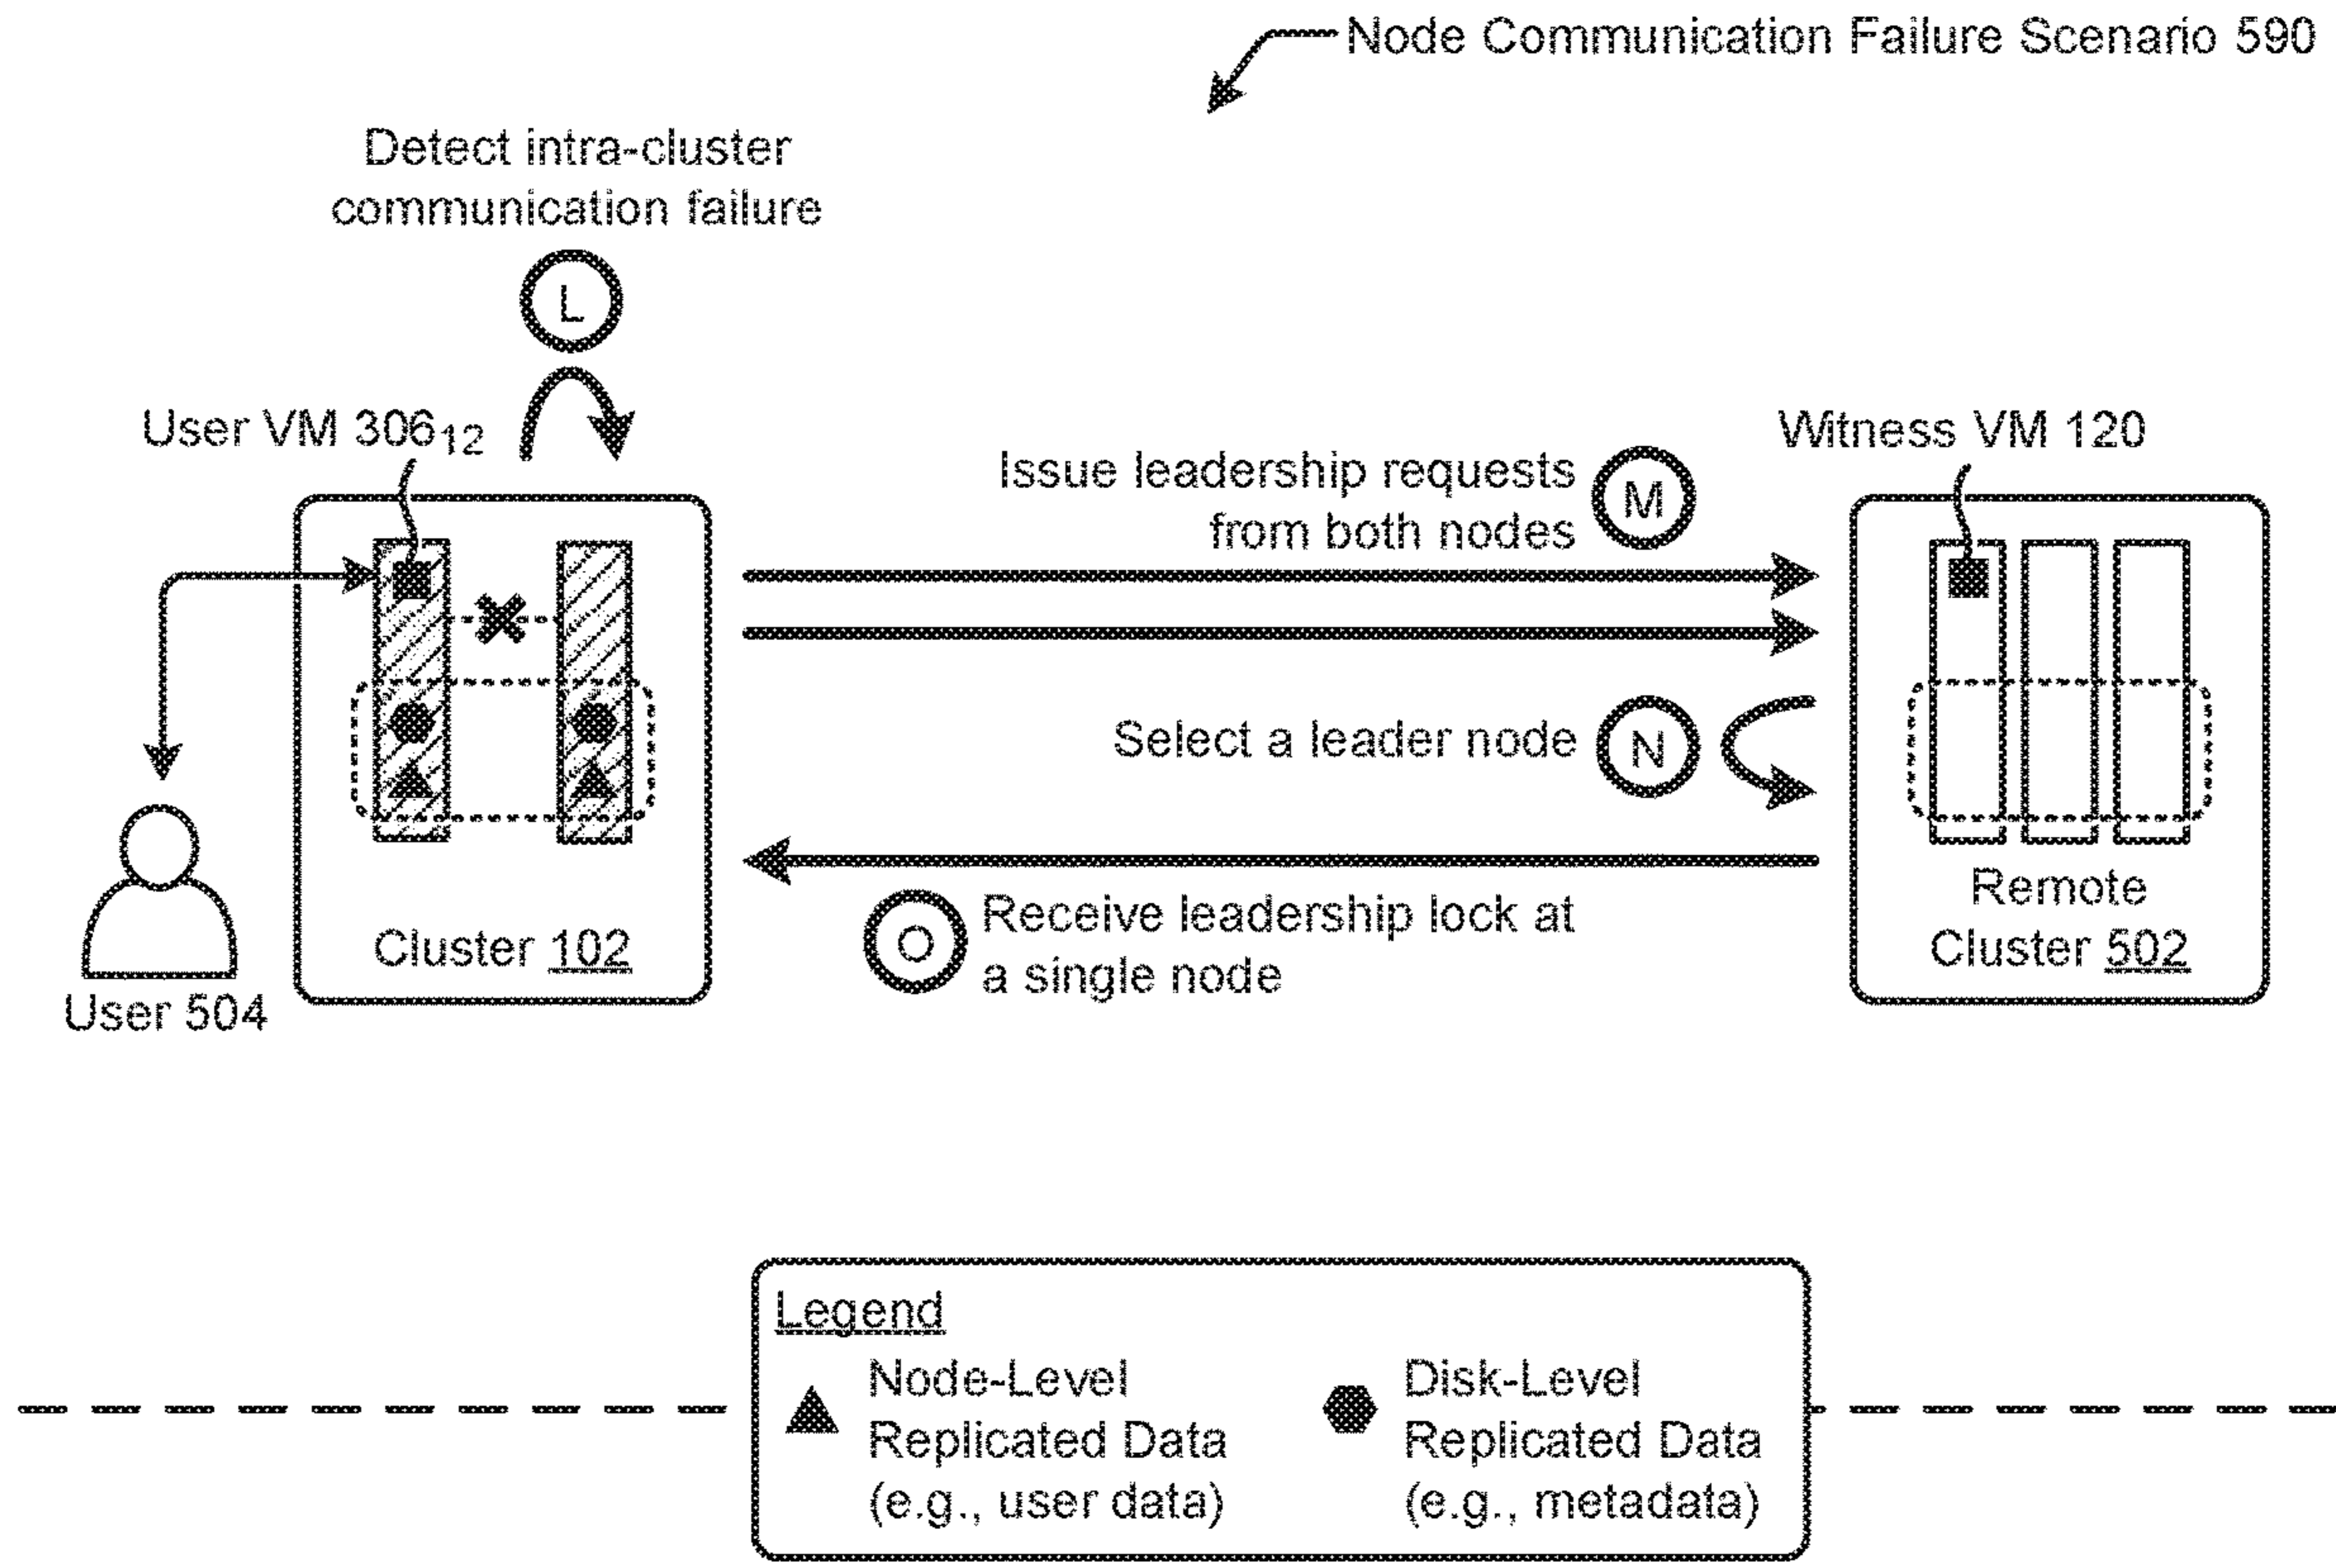 Node Communication Failure Scenario 590
Detect intra-cluster
communication failure
L
User VM 306₁₂
Witness VM 120
Issue leadership requests
from both nodes
M
Select a leader node
N
O
Receive leadership lock at
a single node
Cluster 102
Remote
Cluster 502
User 504
Legend
Node-Level
Replicated Data
(e.g., user data)
Disk-Level
Replicated Data
(e.g., metadata)